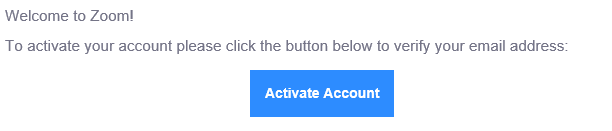 Welcome to Zoom!
To activate your account please click the button below to verify your email address:
Activate Account